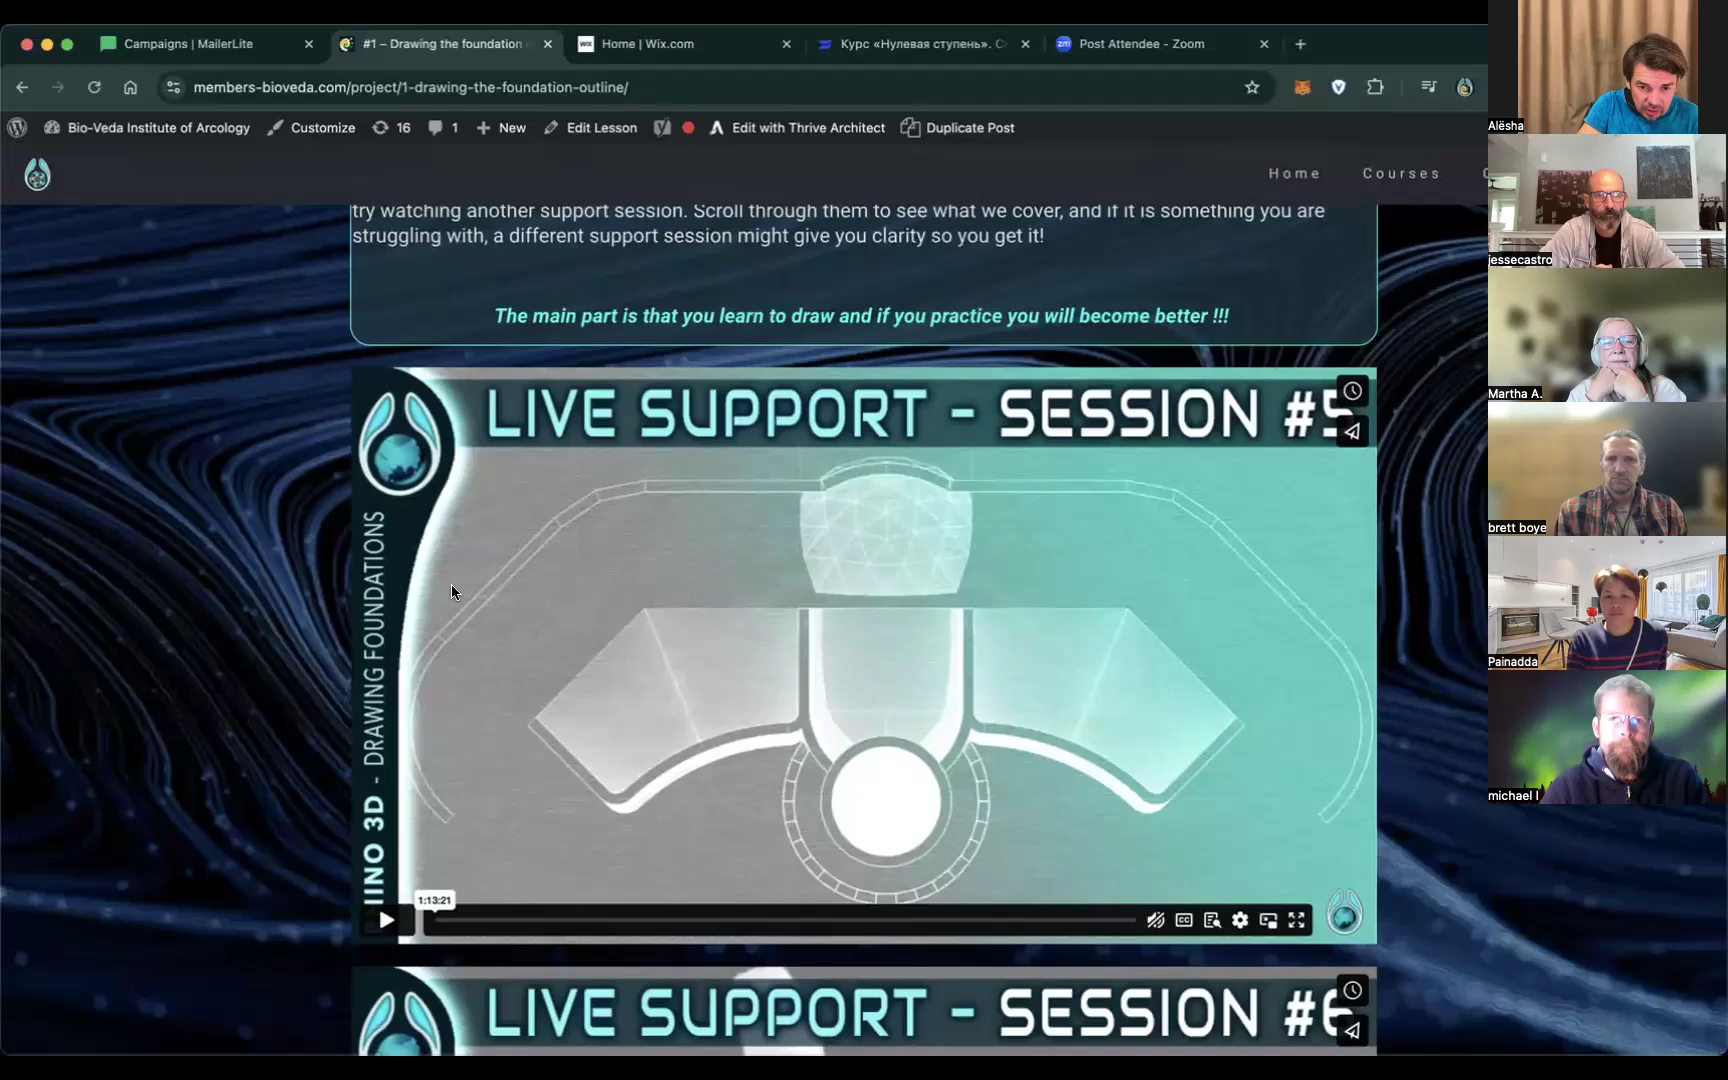 Campaigns | MailerLite
#1 – Drawing the foundation
Home | Wix.com
Курс «Нулевая ступень». С
Post Attendee - Zoom
members-bioveda.com/project/1-drawing-the-foundation-outline/
Bio-Veda Institute of Arcology
Customize
16
1
New
Edit Lesson
Edit with Thrive Architect
Duplicate Post
Home
Courses
try watching another support session. Scroll through them to see what we cover, and if it is something you are
struggling with, a different support session might give you clarity so you get it!
The main part is that you learn to draw and if you practice you will become better !!!
LIVE SUPPORT - SESSION #5
INO 3D - DRAWING FOUNDATIONS
1:13:21
CC
LIVE SUPPORT - SESSION #6
Alësha
jessecastro
Martha A.
brett boye
Painadda
michael l